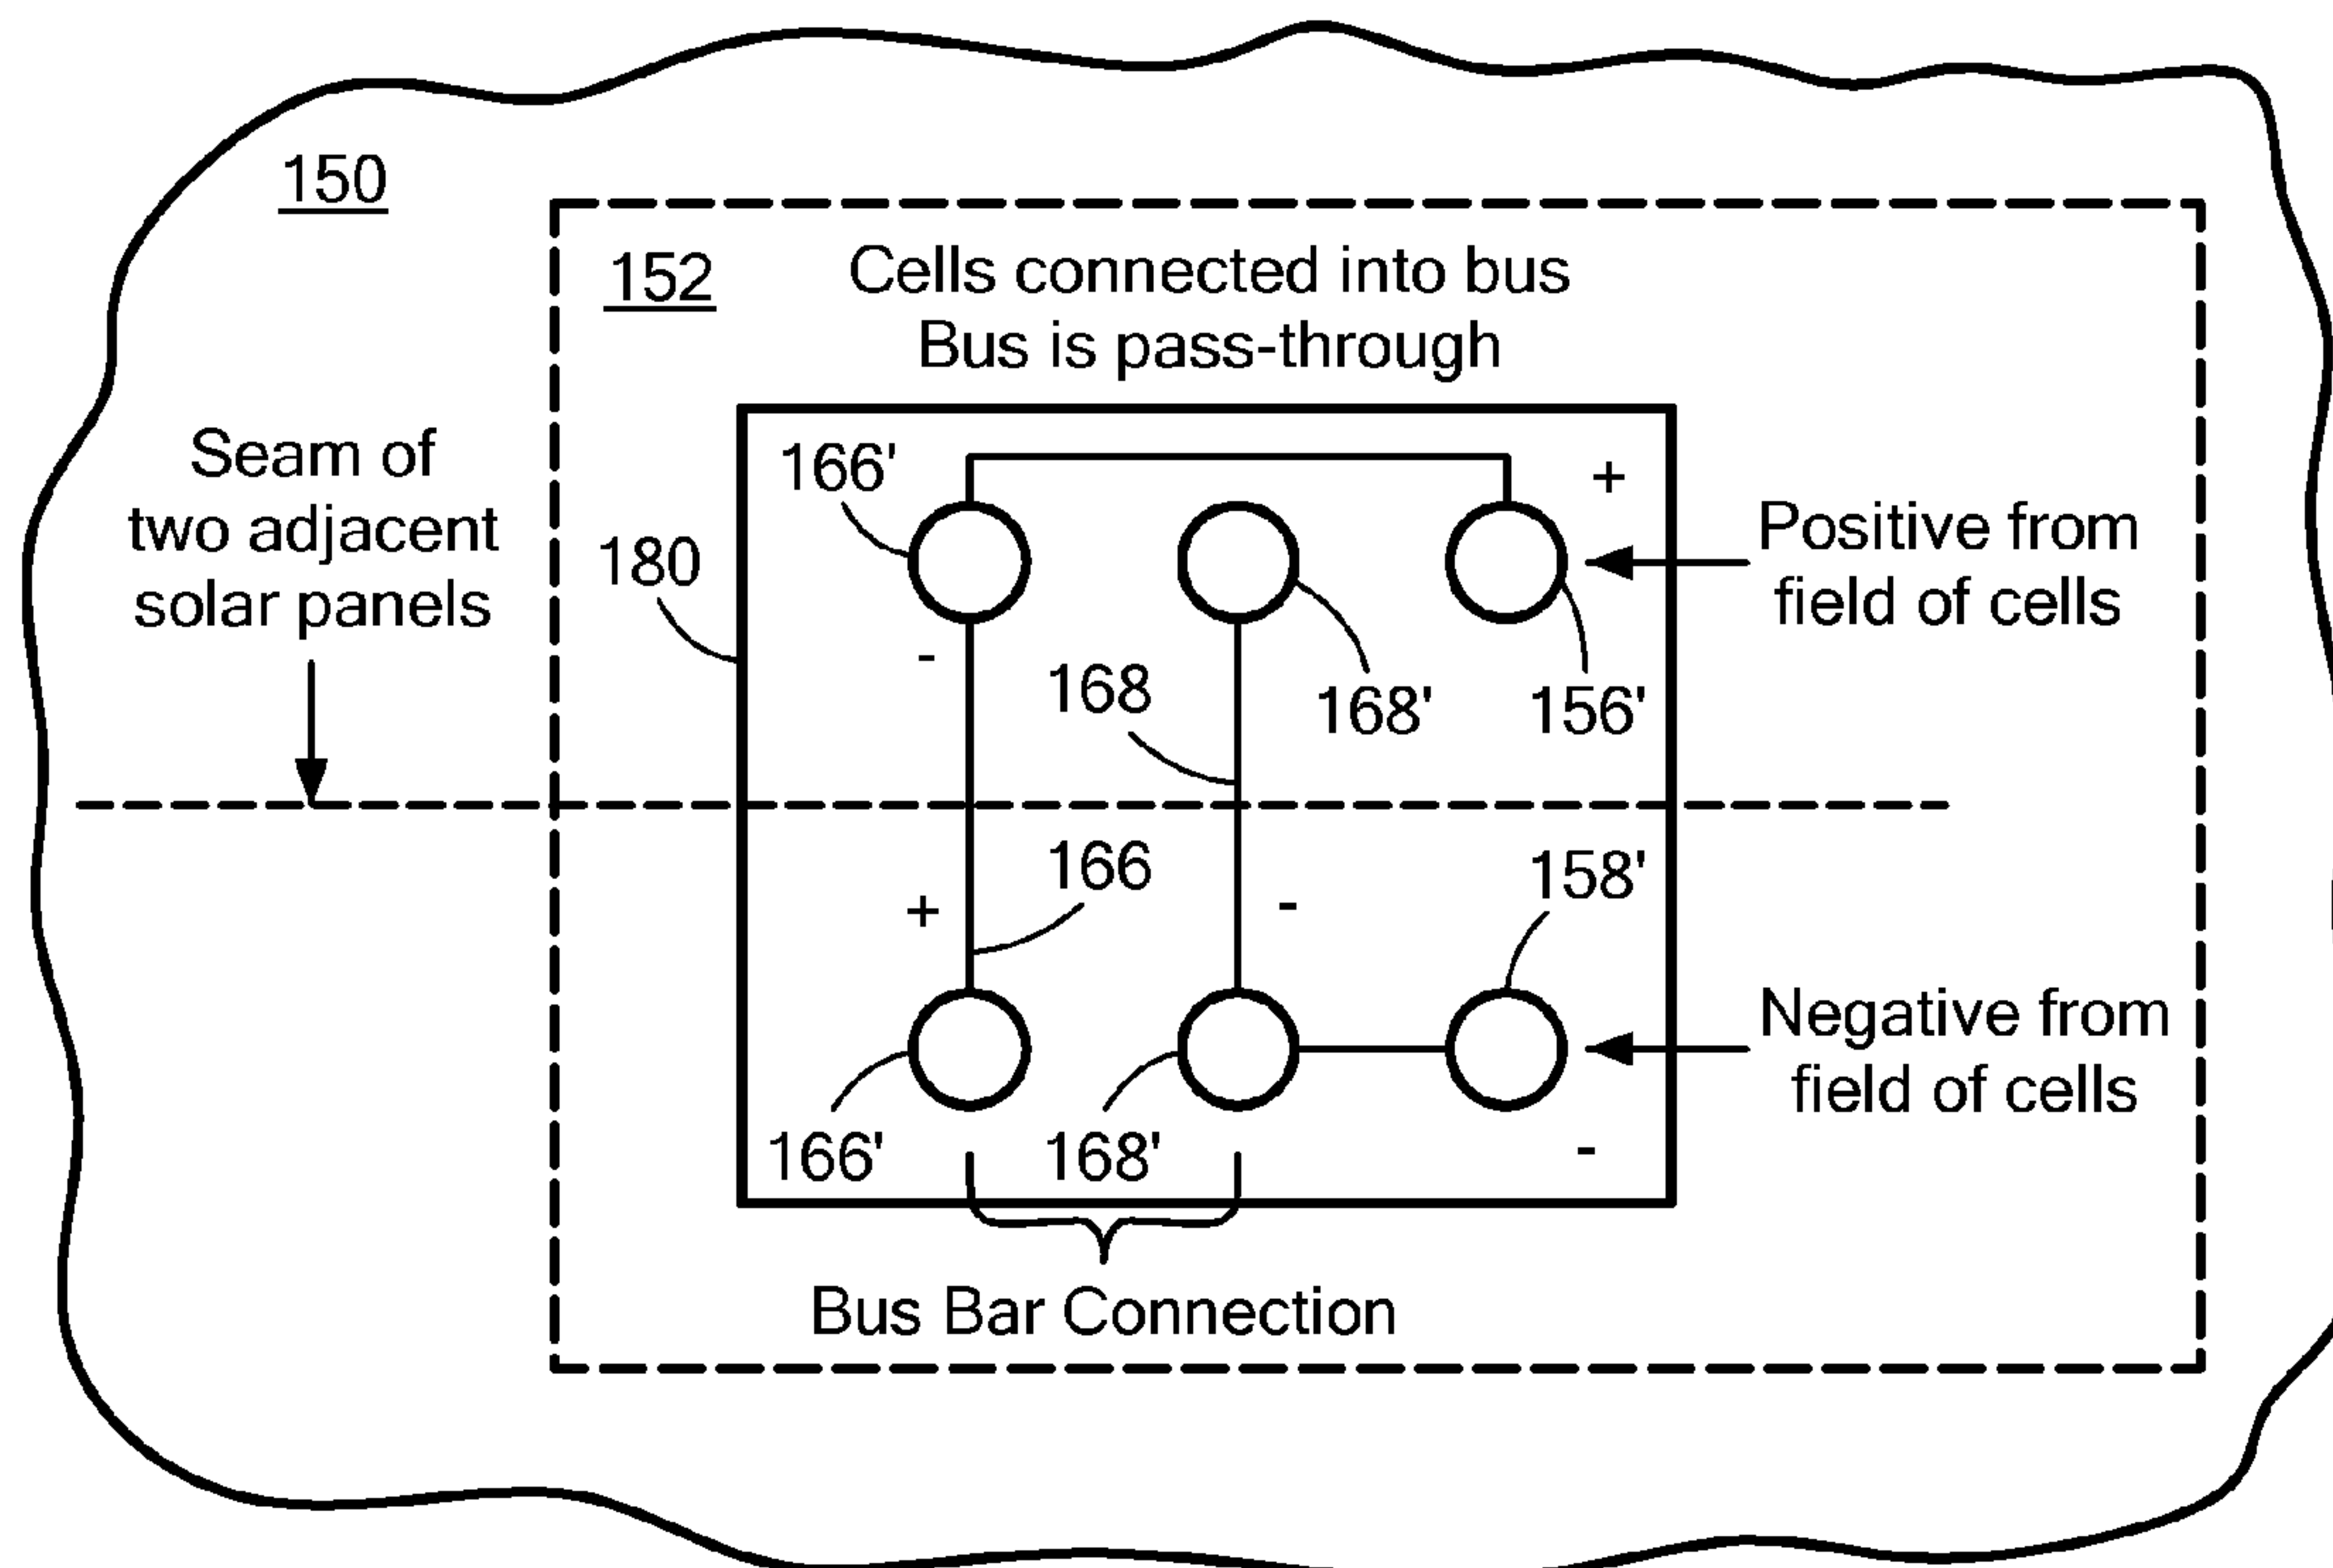 150
152
Cells connected into bus
Bus is pass-through
Seam of
two adjacent
solar panels
180
166'
+
Positive from
field of cells
-
168
168'
156'
166
158'
+
-
Negative from
field of cells
166'
168'
-
Bus Bar Connection